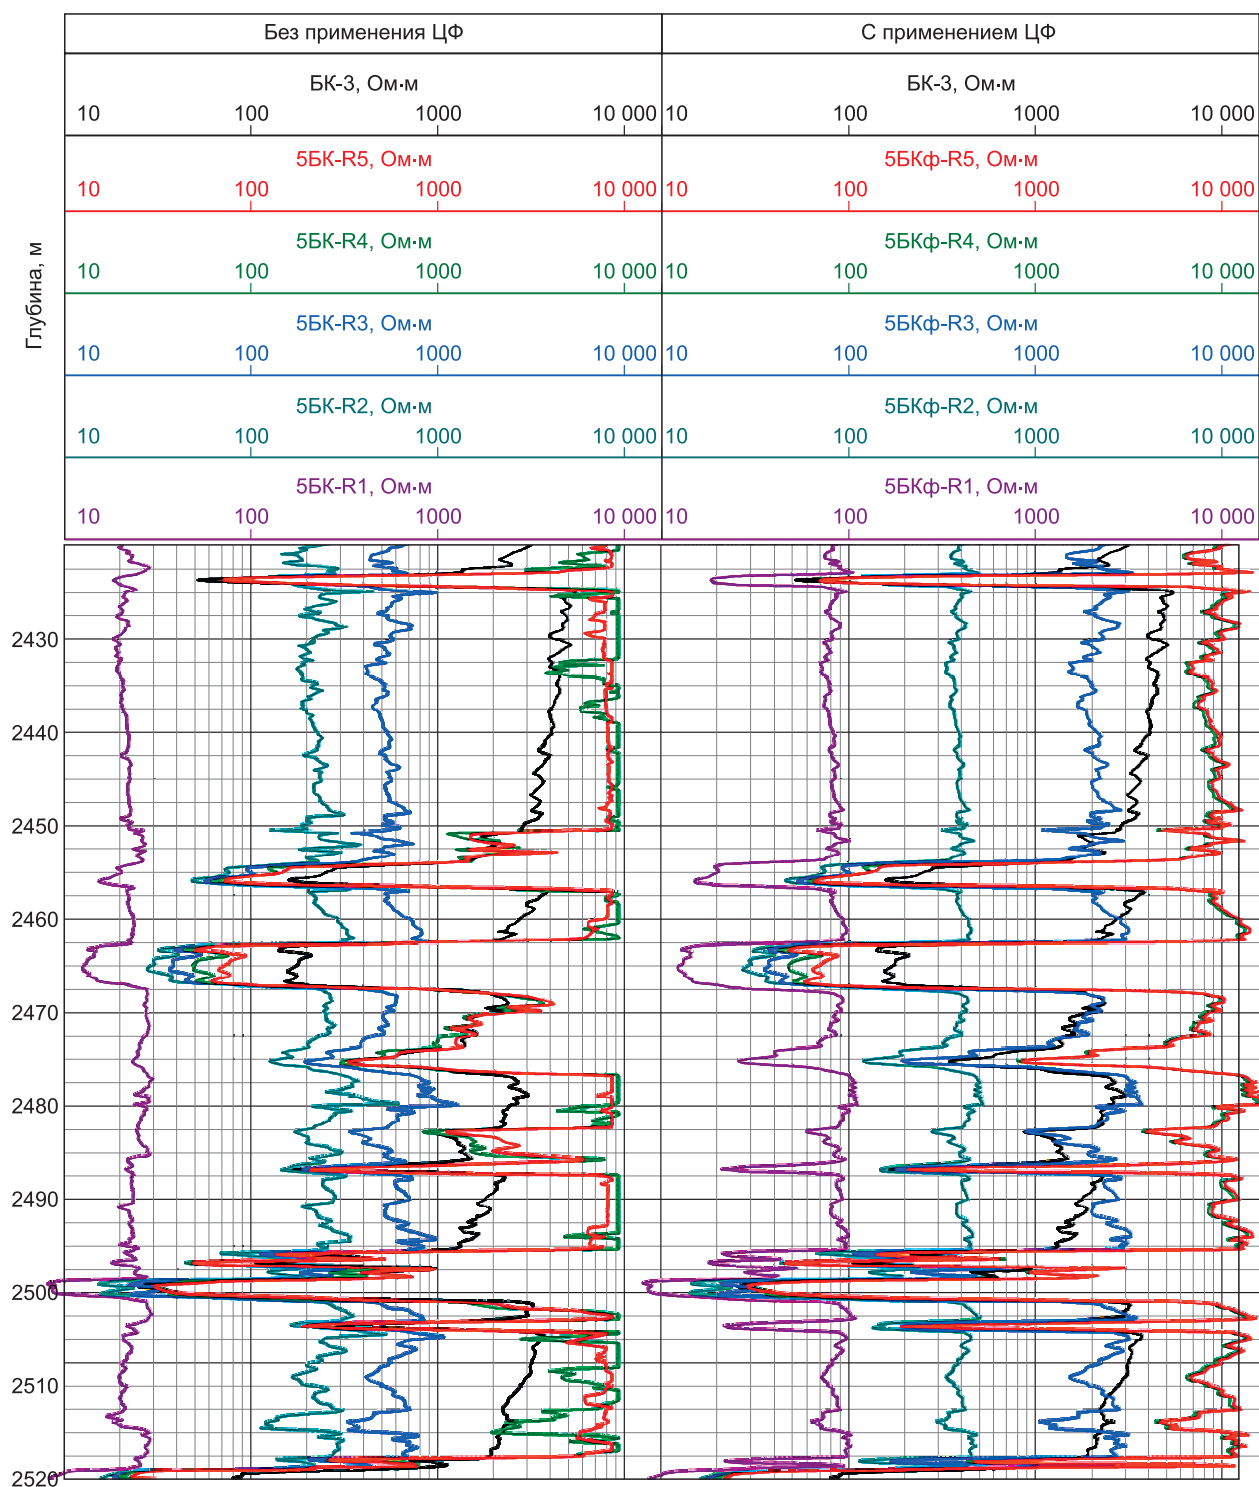 Без применения ЦФ
С применением ЦФ
БК-3, Ом·м
БК-3, Ом·м
10 100 1000 10 000
10 100 1000 10 000
5БК-R5, Ом·м
5БКф-R5, Ом·м
10 100 1000 10 000
10 100 1000 10 000
5БК-R4, Ом·м
5БКф-R4, Ом·м
10 100 1000 10 000
10 100 1000 10 000
Глубина, м
5БК-R3, Ом·м
5БКф-R3, Ом·м
10 100 1000 10 000
10 100 1000 10 000
5БК-R2, Ом·м
5БКф-R2, Ом·м
10 100 1000 10 000
10 100 1000 10 000
5БК-R1, Ом·м
5БКф-R1, Ом·м
10 100 1000 10 000
10 100 1000 10 000
2430
2440
2450
2460
2470
2480
2490
2500
2510
2520